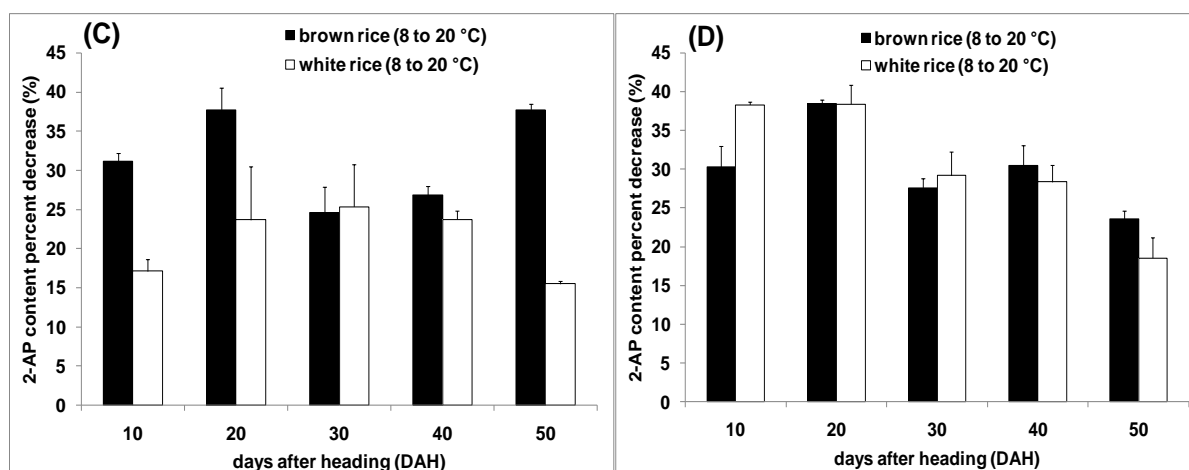 (C)
brown rice (8 to 20 °C)
white rice (8 to 20 °C)
2-AP content percent decrease (%)
45
40
35
30
25
20
15
10
5
0
10 20 30 40 50
days after heading (DAH)
(D)
brown rice (8 to 20 °C)
white rice (8 to 20 °C)
2-AP content percent decrease (%)
45
40
35
30
25
20
15
10
5
0
10 20 30 40 50
days after heading (DAH)